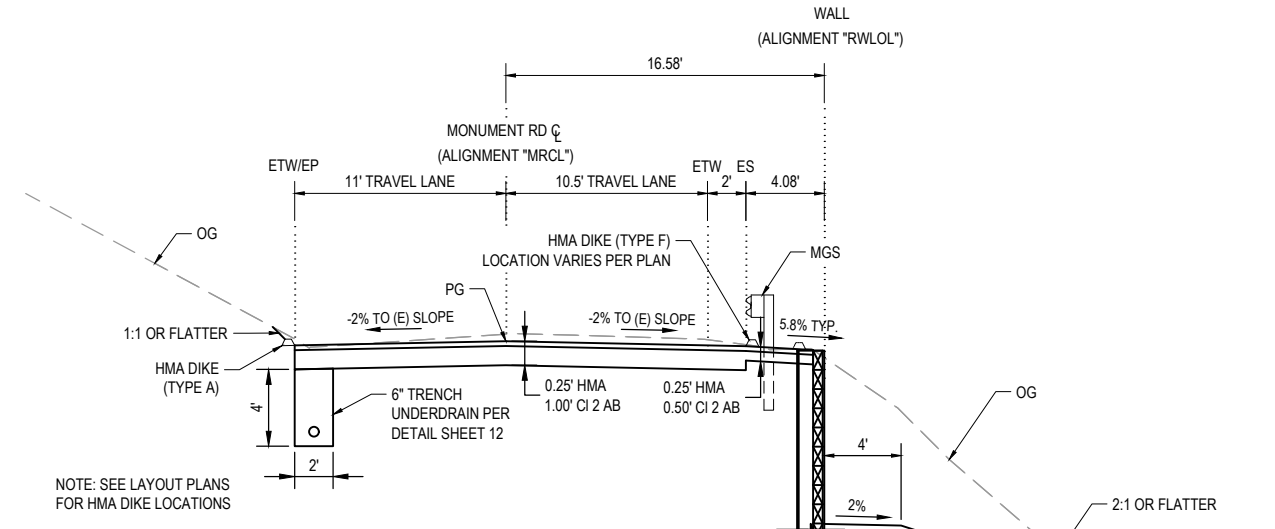 WALL
(ALIGNMENT "RWLOL")
16.58'
MONUMENT RD ℄
(ALIGNMENT "MRCL")
ETW/EP
ETW
ES
11' TRAVEL LANE
10.5' TRAVEL LANE
2'
4.08'
OG
HMA DIKE (TYPE F)
LOCATION VARIES PER PLAN
MGS
PG
-2% TO (E) SLOPE
-2% TO (E) SLOPE
5.8% TYP.
1:1 OR FLATTER
HMA DIKE
(TYPE A)
0.25' HMA
1.00' Cl 2 AB
0.25' HMA
0.50' Cl 2 AB
4'
6" TRENCH
UNDERDRAIN PER
DETAIL SHEET 12
OG
4'
2'
NOTE: SEE LAYOUT PLANS
FOR HMA DIKE LOCATIONS
2%
2:1 OR FLATTER